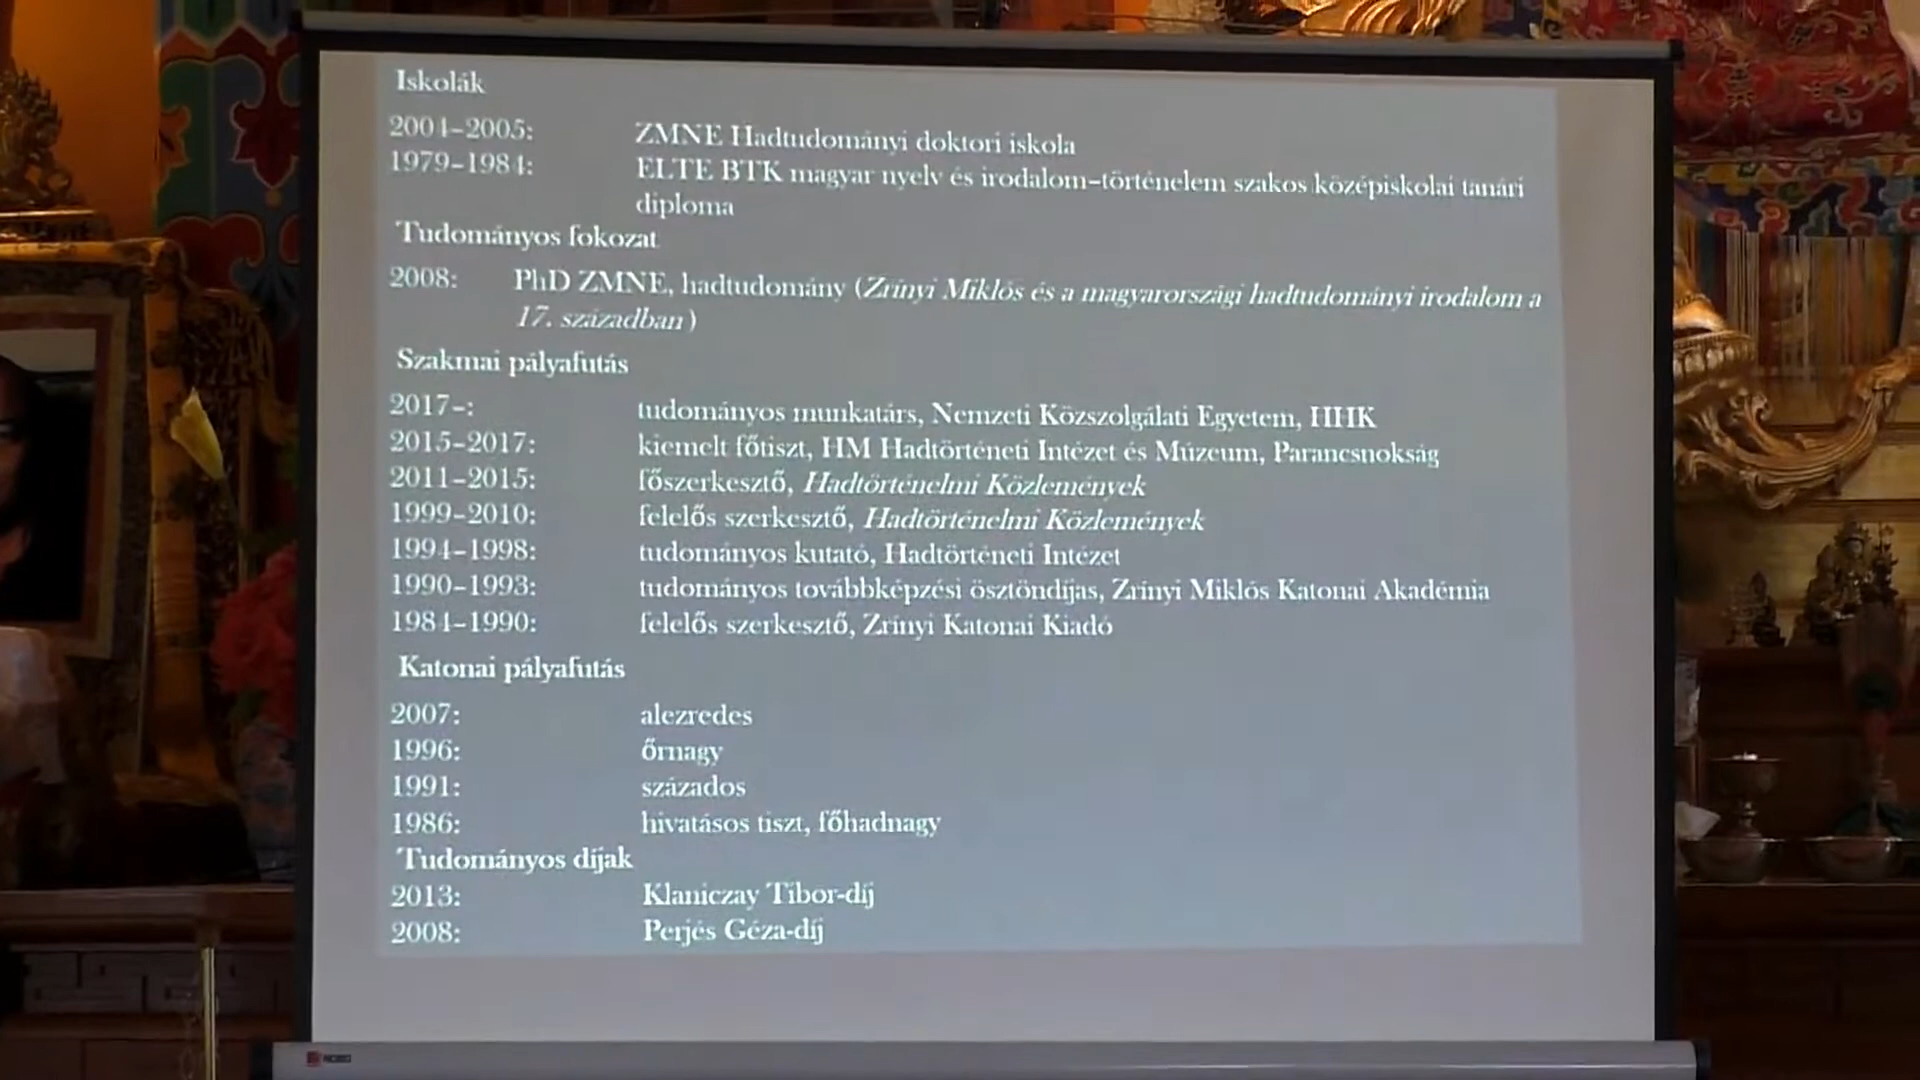 Iskolák
2004–2005: ZMNE Hadtudományi doktori iskola
1979–1984: ELTE BTK magyar nyelv és irodalom–történelem szakos középiskolai tanári
diploma
Tudományos fokozat
2008: PhD ZMNE, hadtudomány (Zrínyi Miklós és a magyarországi hadtudományi irodalom a
17. században )
Szakmai pályafutás
2017–: tudományos munkatárs, Nemzeti Közszolgálati Egyetem, HHK
2015–2017: kiemelt főtiszt, HM Hadtörténeti Intézet és Múzeum, Parancsnokság
2011–2015: főszerkesztő, Hadtörténelmi Közlemények
1999–2010: felelős szerkesztő, Hadtörténelmi Közlemények
1994–1998: tudományos kutató, Hadtörténeti Intézet
1990–1993: tudományos továbbképzési ösztöndíjas, Zrínyi Miklós Katonai Akadémia
1984–1990: felelős szerkesztő, Zrínyi Katonai Kiadó
Katonai pályafutás
2007: alezredes
1996: őrnagy
1991: százados
1986: hivatásos tiszt, főhadnagy
Tudományos díjak
2013: Klaniczay Tibor-díj
2008: Perjés Géza-díj